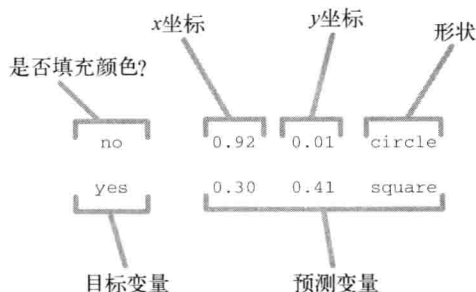 x坐标 y坐标 形状
是否填充颜色?
no 0.92 0.01 circle
yes 0.30 0.41 square
目标变量 预测变量